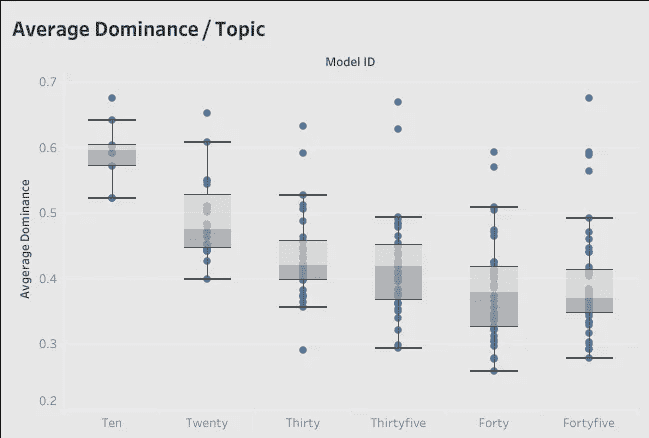 Average Dominance / Topic
Model ID
0.7
0.6
0.5
0.4
0.3
0.2
Avgerage Dominance
Ten Twenty Thirty Thirtyfive Forty Fortyfive